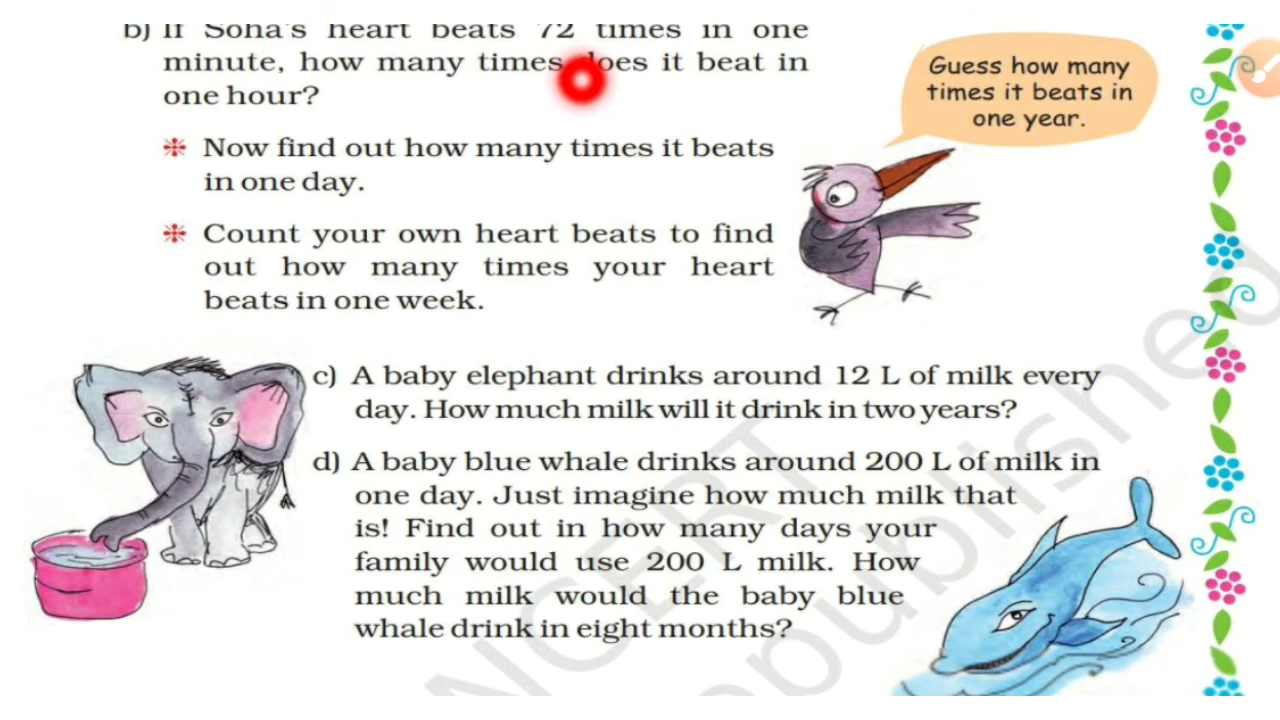 b) If Soha's heart beats 72 times in one
minute, how many times does it beat in
one hour?
Guess how many
times it beats in
one year.
❉ Now find out how many times it beats
in one day.
❉ Count your own heart beats to find
out how many times your heart
beats in one week.
c) A baby elephant drinks around 12 L of milk every
day. How much milk will it drink in two years?
d) A baby blue whale drinks around 200 L of milk in
one day. Just imagine how much milk that
is! Find out in how many days your
family would use 200 L milk. How
much milk would the baby blue
whale drink in eight months?
NCERT
republished